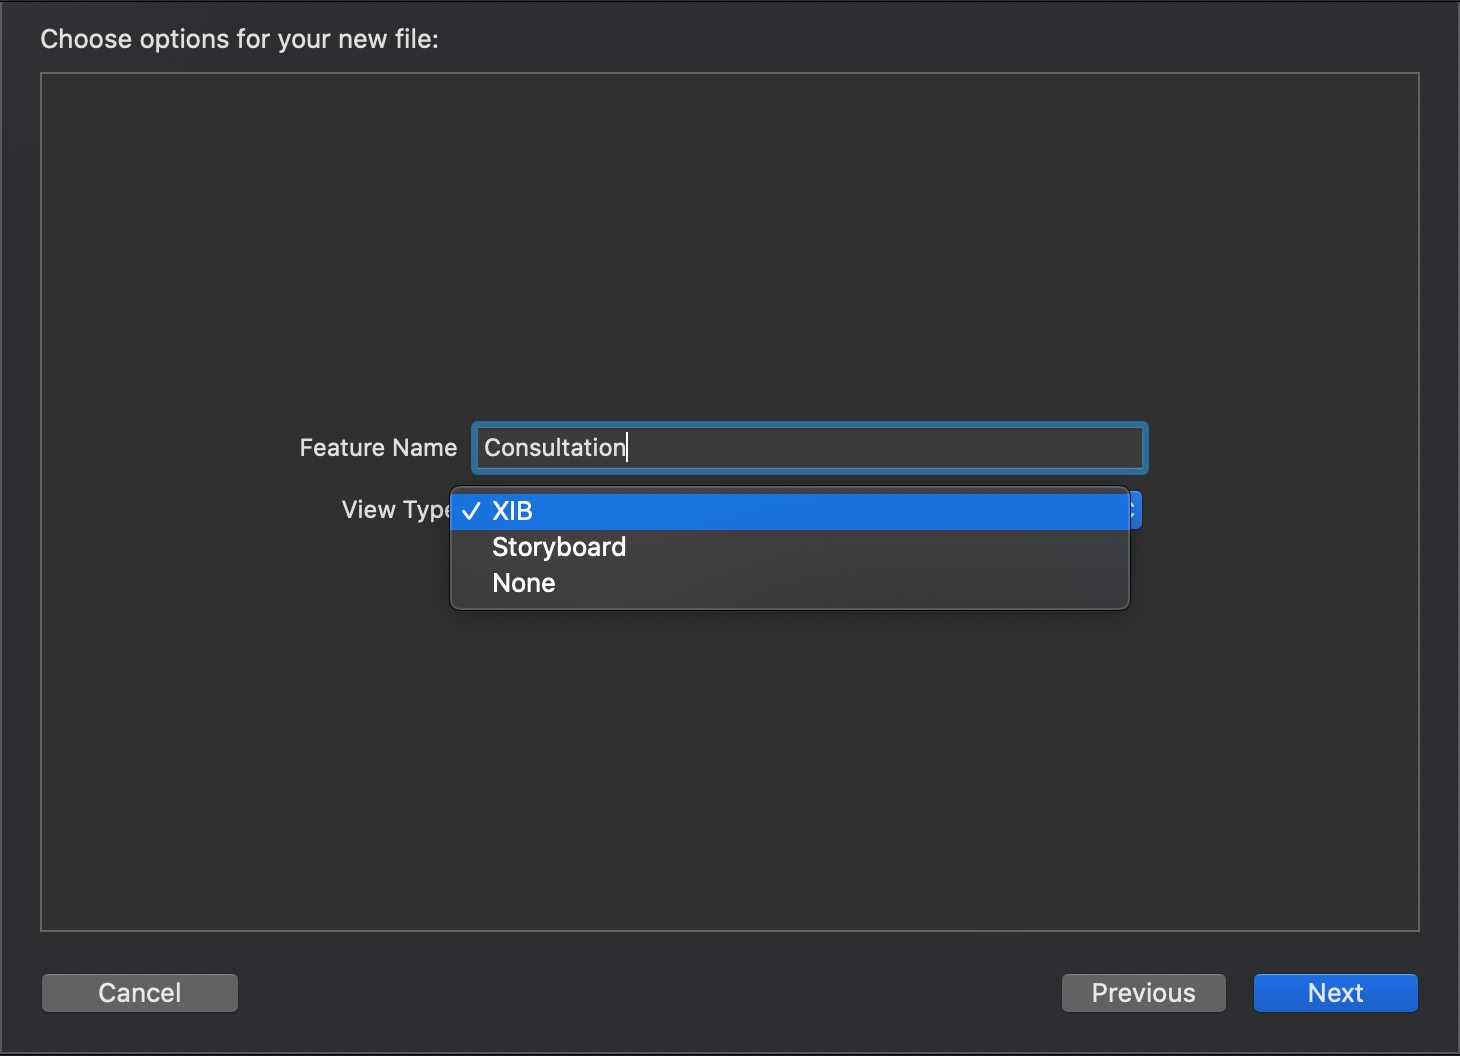 Choose options for your new file:
Feature Name Consultation
View Type ✓ XIB
Storyboard
None
Cancel Previous Next